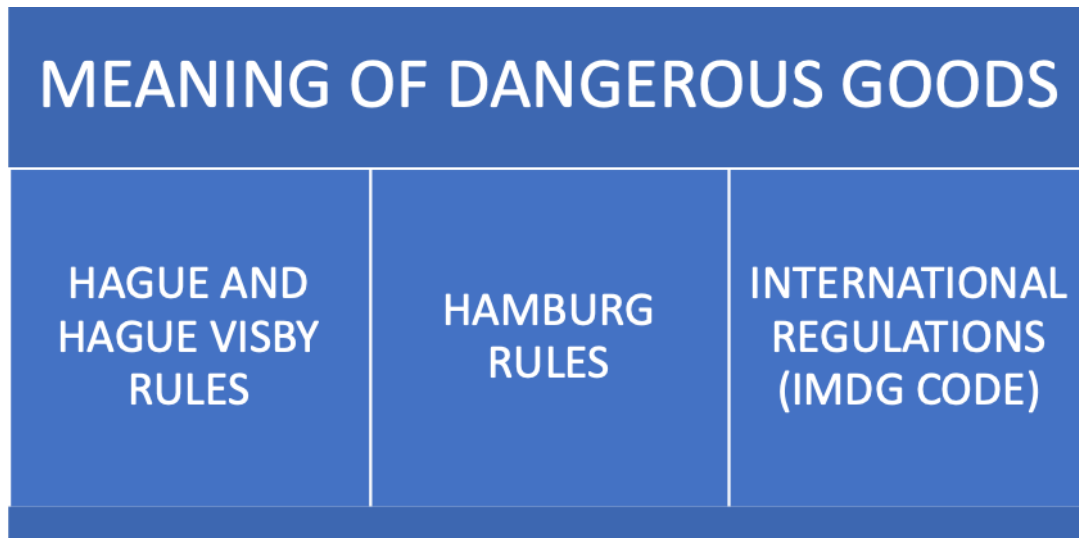 MEANING OF DANGEROUS GOODS
HAGUE AND
HAGUE VISBY
RULES
HAMBURG
RULES
INTERNATIONAL
REGULATIONS
(IMDG CODE)